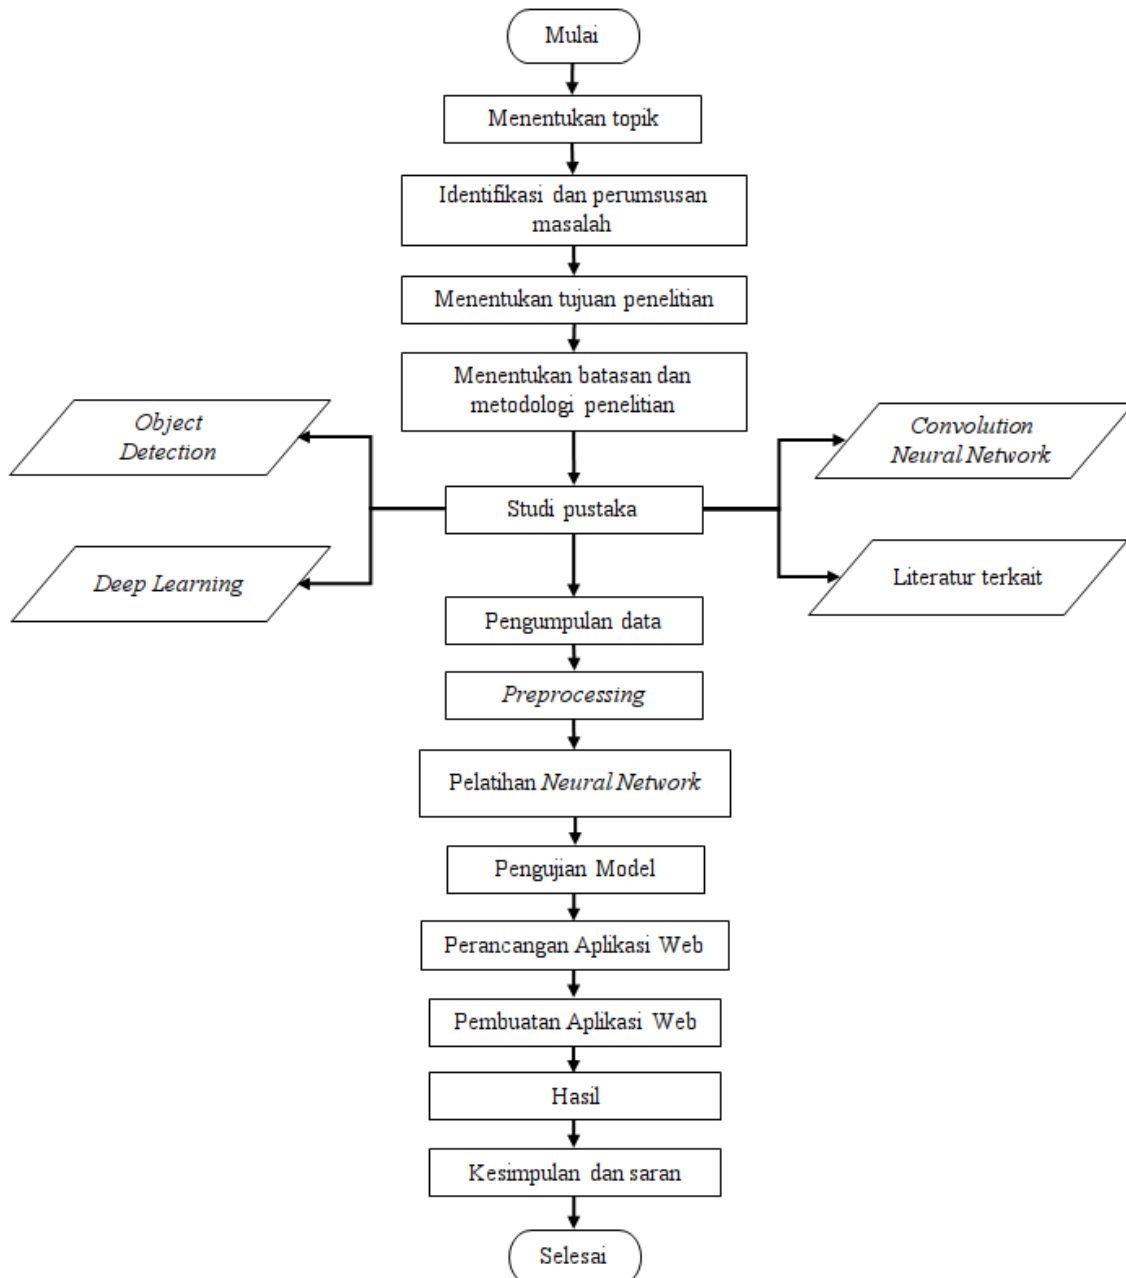 Mulai
Menentukan topik
Identifikasi dan perumsusan
masalah
Menentukan tujuan penelitian
Menentukan batasan dan
metodologi penelitian
Object
Detection
Convolution
Neural Network
Studi pustaka
Deep Learning
Literatur terkait
Pengumpulan data
Preprocessing
Pelatihan Neural Network
Pengujian Model
Perancangan Aplikasi Web
Pembuatan Aplikasi Web
Hasil
Kesimpulan dan saran
Selesai